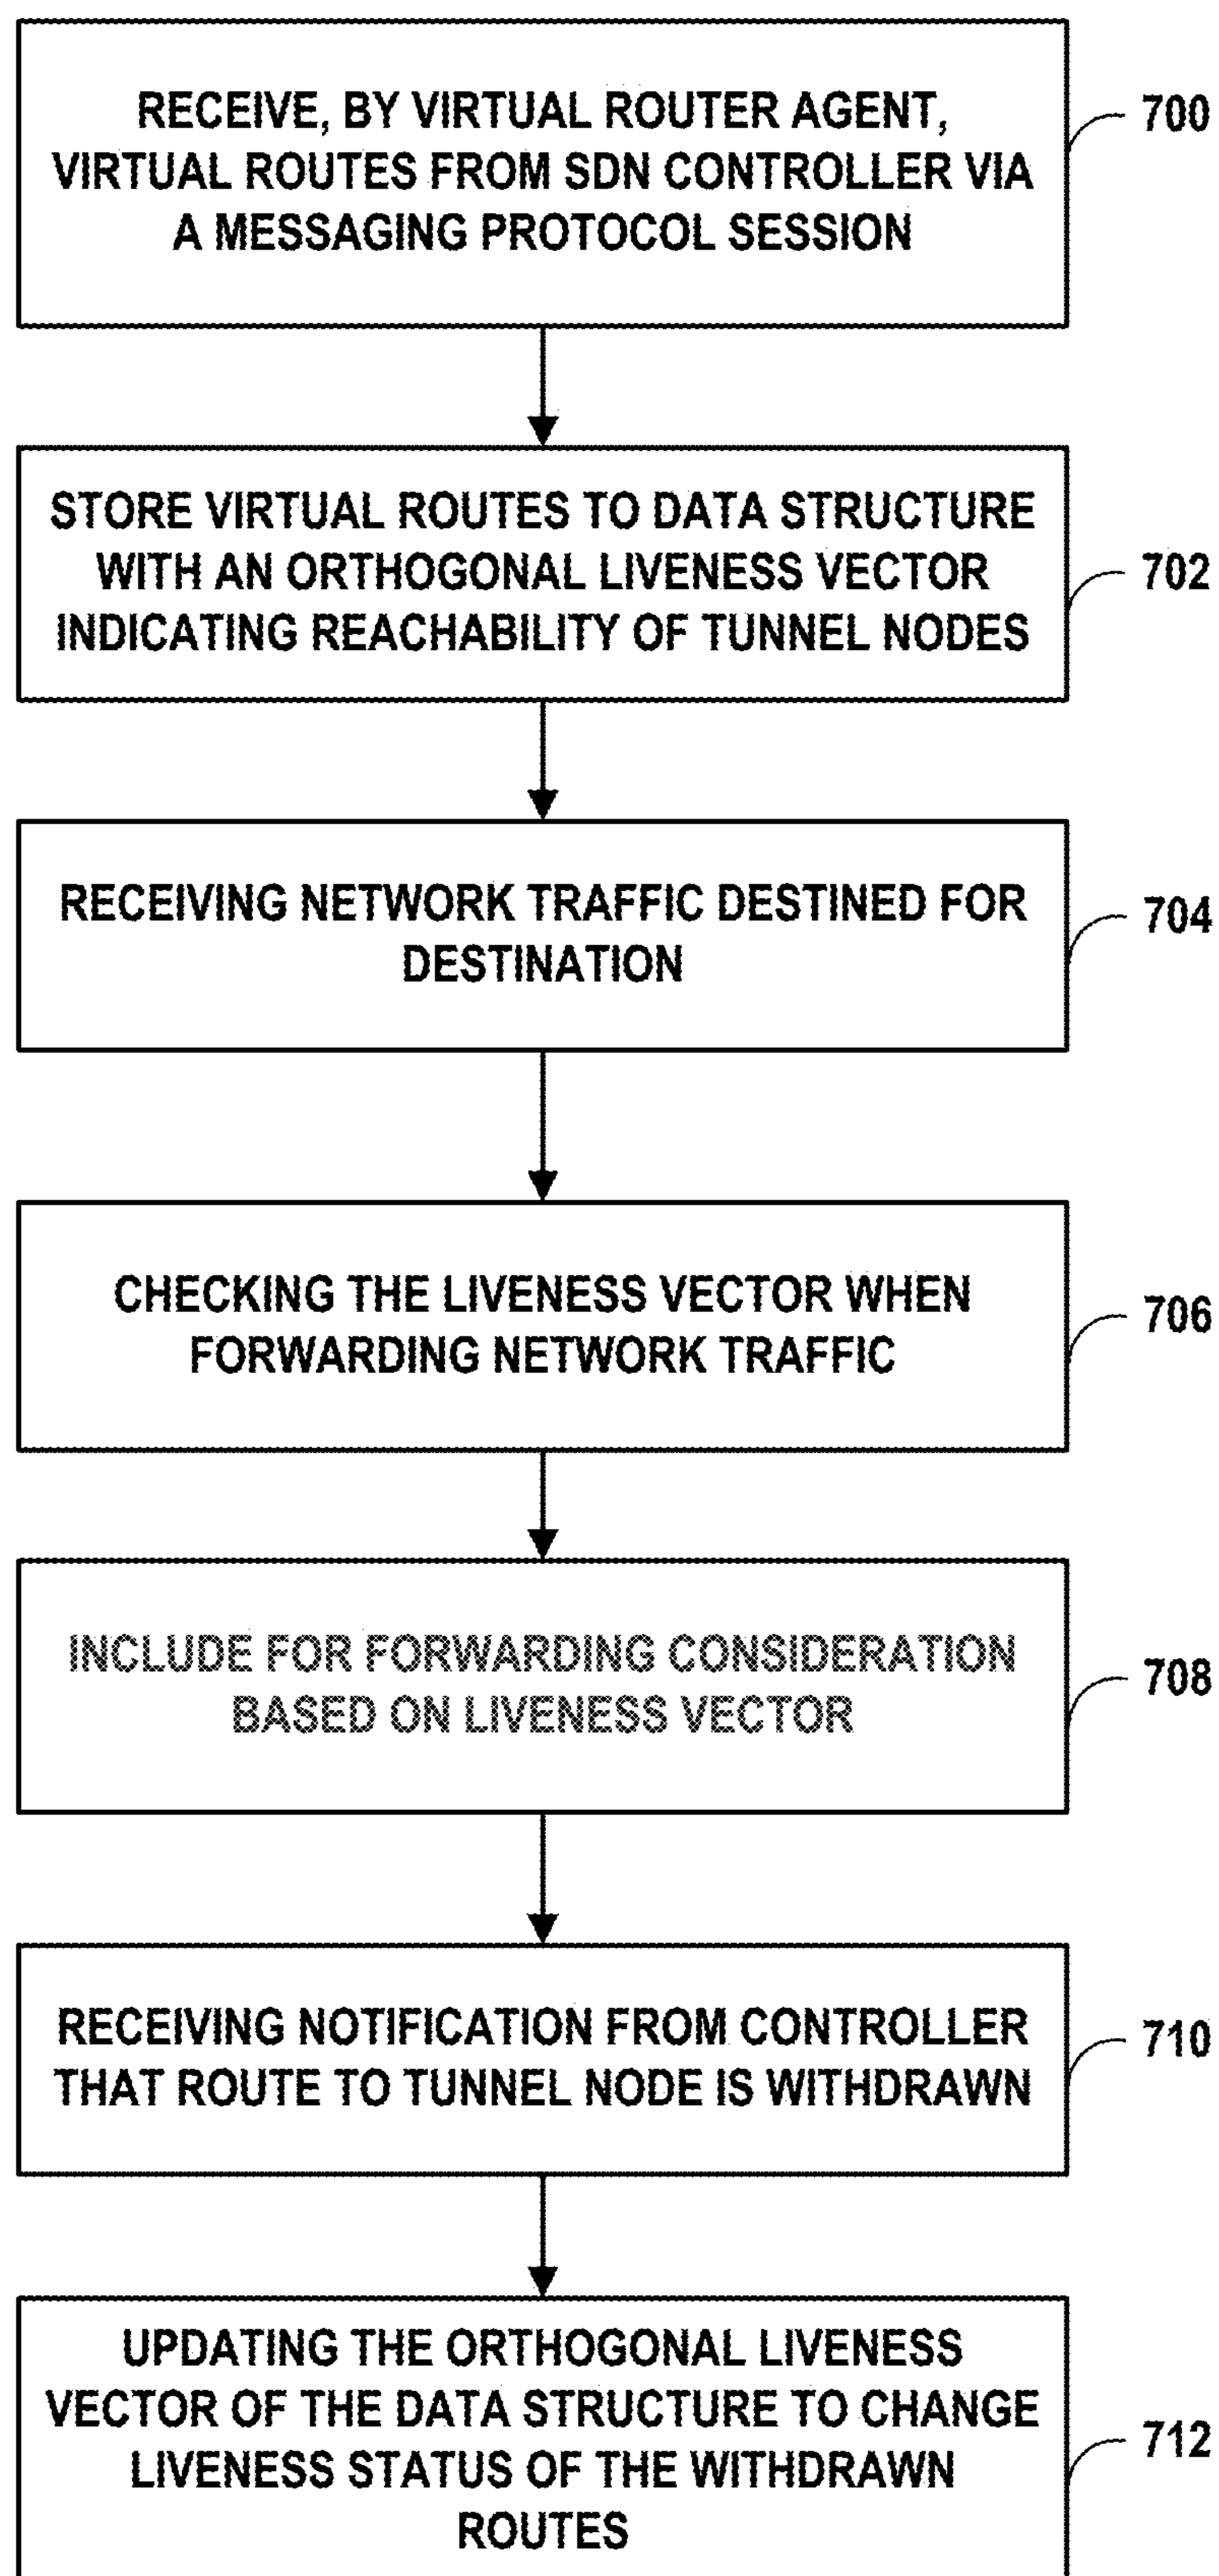 RECEIVE, BY VIRTUAL ROUTER AGENT,
VIRTUAL ROUTES FROM SDN CONTROLLER VIA
A MESSAGING PROTOCOL SESSION
700
STORE VIRTUAL ROUTES TO DATA STRUCTURE
WITH AN ORTHOGONAL LIVENESS VECTOR
INDICATING REACHABILITY OF TUNNEL NODES
702
RECEIVING NETWORK TRAFFIC DESTINED FOR
DESTINATION
704
CHECKING THE LIVENESS VECTOR WHEN
FORWARDING NETWORK TRAFFIC
706
INCLUDE FOR FORWARDING CONSIDERATION
BASED ON LIVENESS VECTOR
708
RECEIVING NOTIFICATION FROM CONTROLLER
THAT ROUTE TO TUNNEL NODE IS WITHDRAWN
710
UPDATING THE ORTHOGONAL LIVENESS
VECTOR OF THE DATA STRUCTURE TO CHANGE
LIVENESS STATUS OF THE WITHDRAWN
ROUTES
712